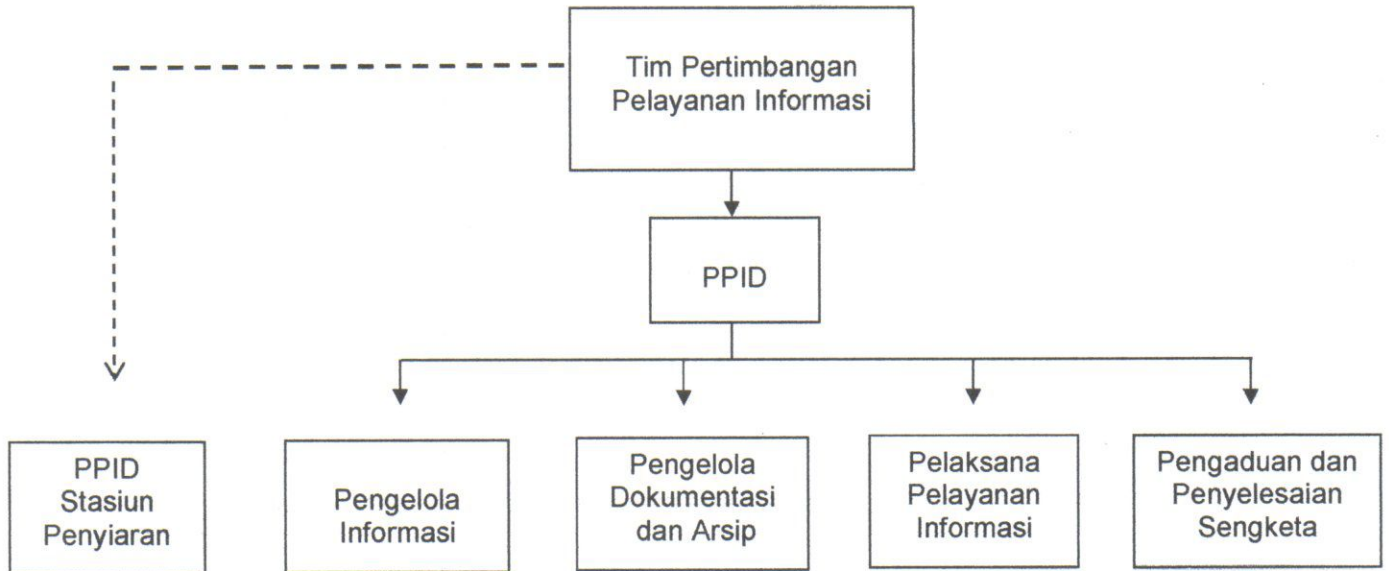 Tim Pertimbangan
Pelayanan Informasi
PPID
PPID
Stasiun
Penyiaran
Pengelola
Informasi
Pengelola
Dokumentasi
dan Arsip
Pelaksana
Pelayanan
Informasi
Pengaduan dan
Penyelesaian
Sengketa